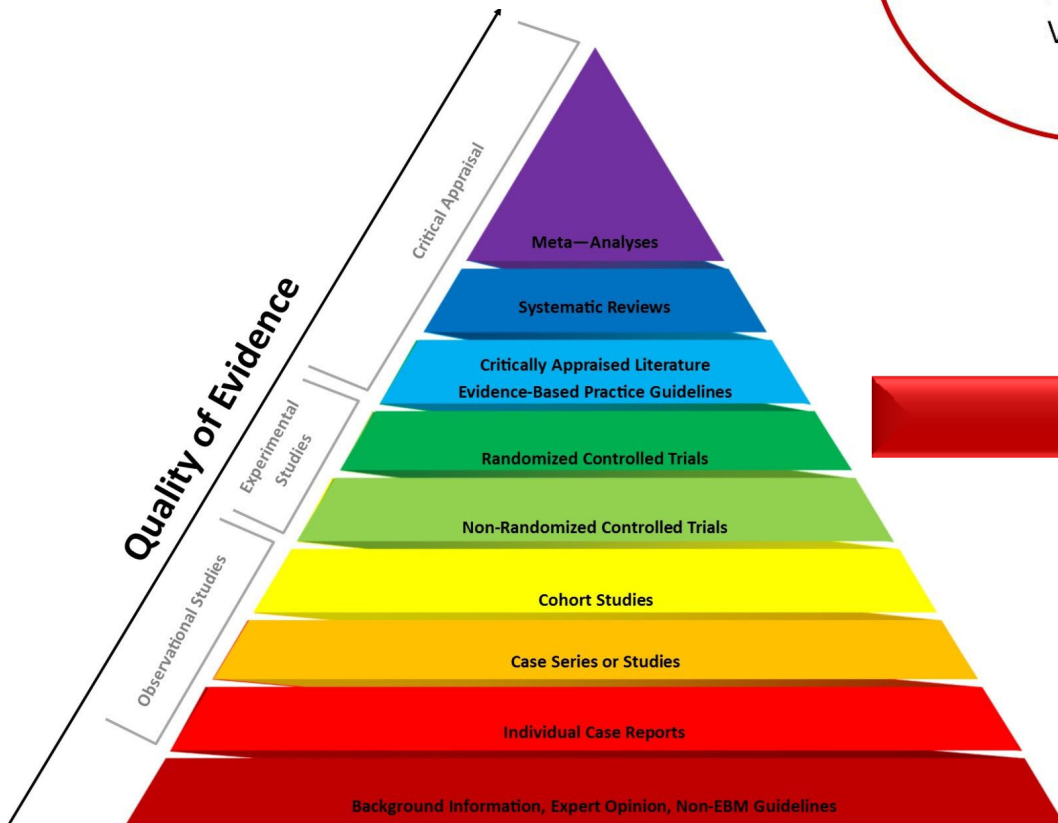 Quality of Evidence
Critical Appraisal
Experimental
Studies
Observational Studies
Meta—Analyses
Systematic Reviews
Critically Appraised Literature
Evidence-Based Practice Guidelines
Randomized Controlled Trials
Non-Randomized Controlled Trials
Cohort Studies
Case Series or Studies
Individual Case Reports
Background Information, Expert Opinion, Non-EBM Guidelines